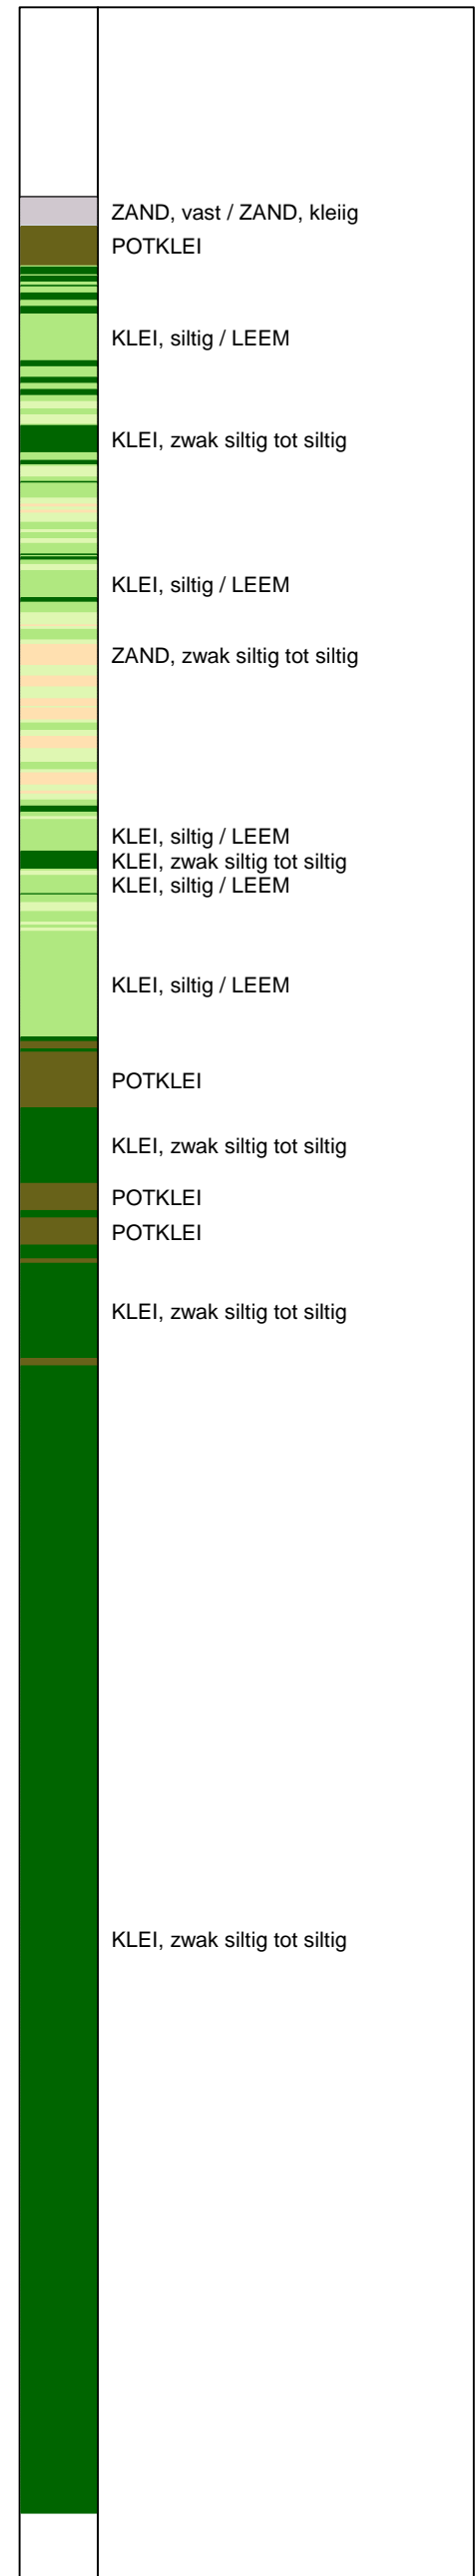 ZAND, vast / ZAND, kleiig
POTKLEI
KLEI, siltig / LEEM
KLEI, zwak siltig tot siltig
KLEI, siltig / LEEM
ZAND, zwak siltig tot siltig
KLEI, siltig / LEEM
KLEI, zwak siltig tot siltig
KLEI, siltig / LEEM
KLEI, siltig / LEEM
POTKLEI
KLEI, zwak siltig tot siltig
POTKLEI
POTKLEI
KLEI, zwak siltig tot siltig
KLEI, zwak siltig tot siltig